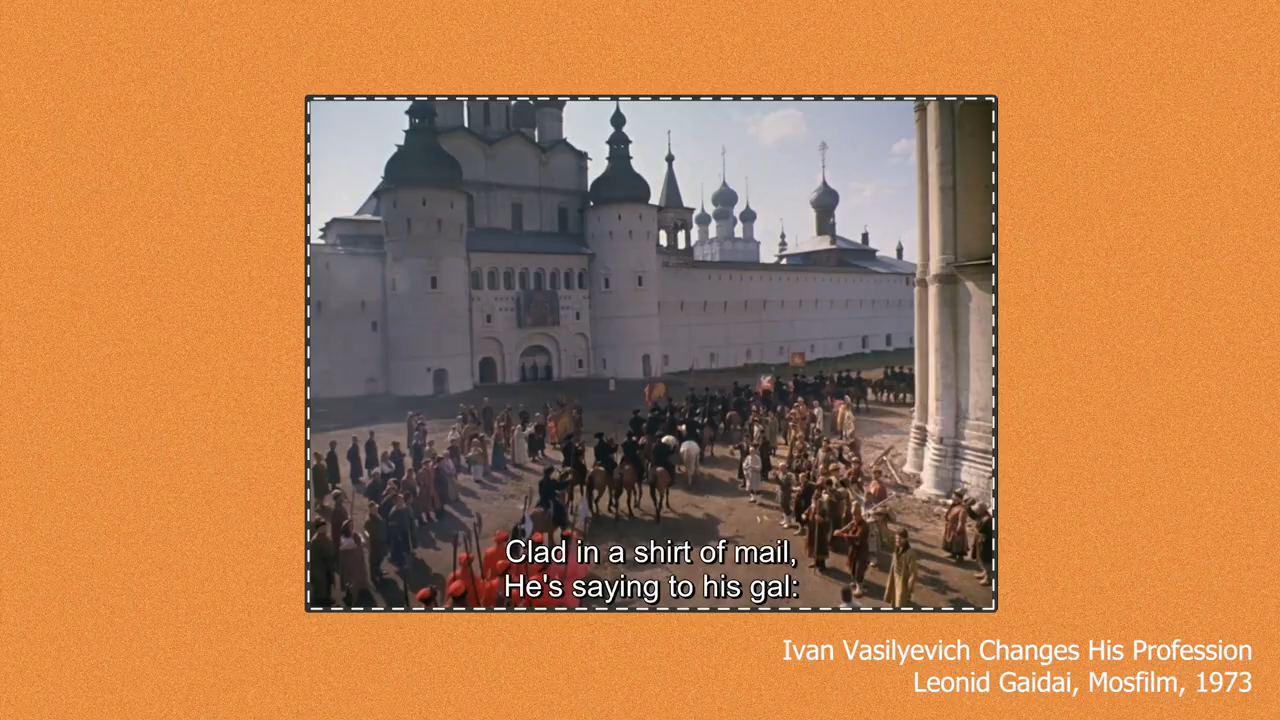 Clad in a shirt of mail,
He's saying to his gal:
Ivan Vasilyevich Changes His Profession
Leonid Gaidai, Mosfilm, 1973